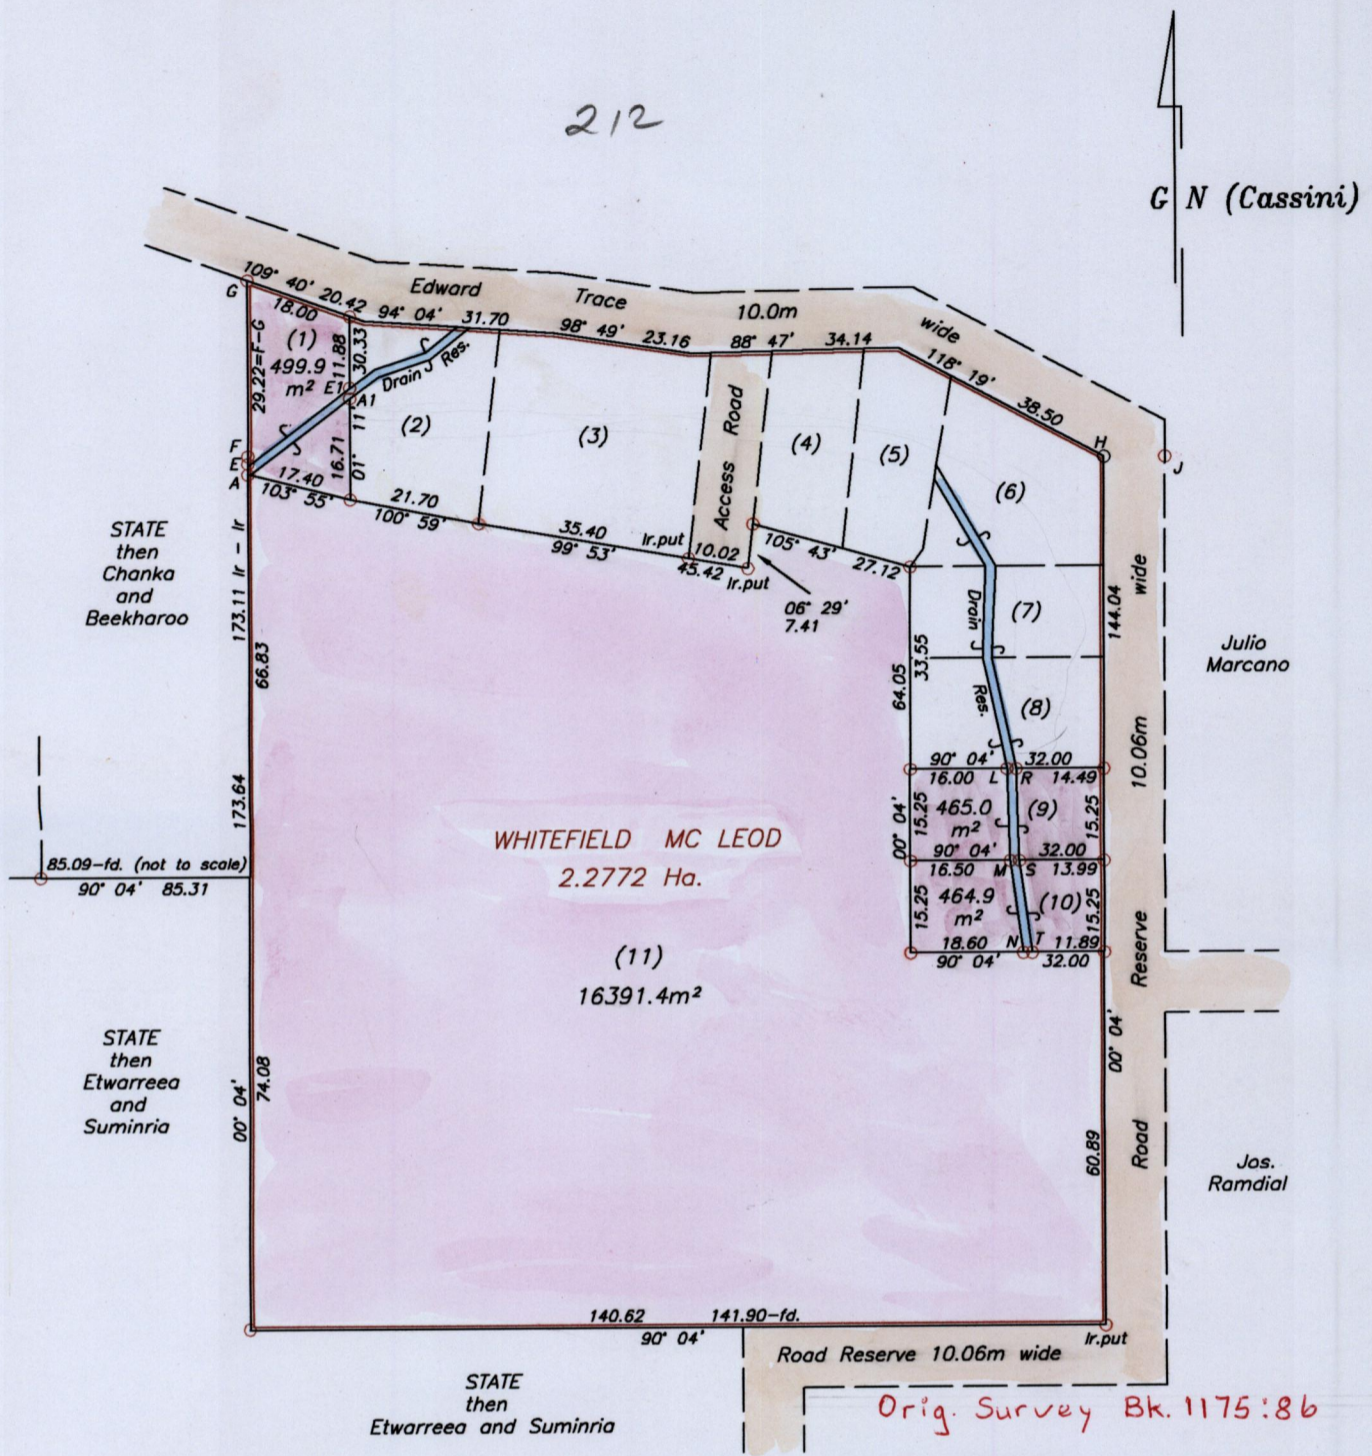 212
G N (Cassini)
109° 40' 20.42
G
18.00
Edward Trace 10.0m wide
94° 04' 31.70
98° 49' 23.16
88° 47' 34.14
118° 19' 38.50
H
J
29.22=F-G
(1)
499.9
m²
11.88
30.33
E1
A1
Drain Res.
(2)
(3)
Access Road
(4)
(5)
(6)
F
E
A
16.71
01° 11'
17.40
103° 55'
21.70
100° 59'
35.40
99° 53'
Ir.put
10.02
45.42
Ir.put
105° 43' 27.12
06° 29'
7.41
STATE
then
Chanka
and
Beekharoo
173.11 Ir - Ir
66.83
173.64
Drain Res.
(7)
(8)
144.04
64.05
33.55
Julio
Marcano
Road Reserve 10.06m wide
90° 04' 32.00
16.00 L R 14.49
00° 04'
15.25
465.0
m²
(9)
15.25
90° 04' 32.00
16.50 M S 13.99
15.25
464.9
m²
(10)
15.25
18.60 N T 11.89
90° 04' 32.00
85.09-fd. (not to scale)
90° 04' 85.31
WHITEFIELD MC LEOD
2.2772 Ha.
(11)
16391.4m²
STATE
then
Etwarreea
and
Suminria
00° 04'
74.08
00° 04'
60.89
Jos.
Ramdial
140.62 141.90-fd.
90° 04'
Ir.put
Road Reserve 10.06m wide
STATE
then
Etwarreea and Suminria
Orig. Survey Bk. 1175:86